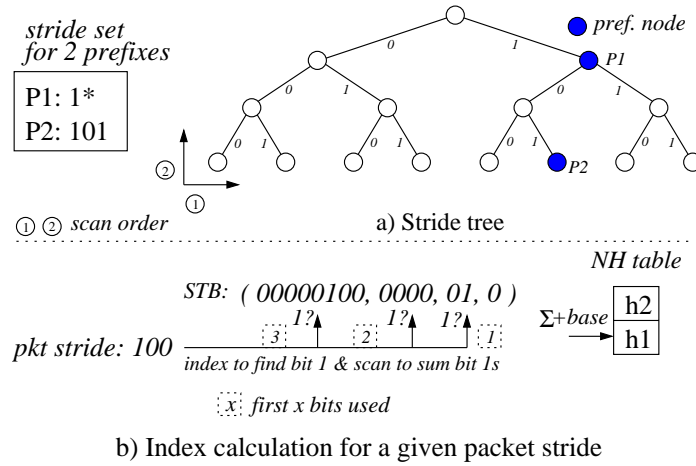 stride set
for 2 prefixes
P1: 1*
P2: 101
pref. node
0 1
P1
0 1 0 1
0 1 0 1 0 1 0 1
P2
2
1
1 2 scan order
a) Stride tree
NH table
STB: ( 00000100, 0000, 01, 0 )
1? 1? 1?
h2
Σ+base
h1
pkt stride: 100
3 2 1
index to find bit 1 & scan to sum bit 1s
x first x bits used
b) Index calculation for a given packet stride